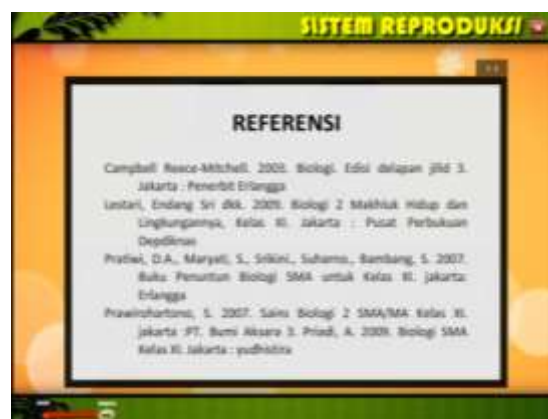 SISTEM REPRODUKSI
REFERENSI
Campbell Reece-Mitchell. 2003. Biologi. Edisi delapan jilid 3.
Jakarta : Penerbit Erlangga
Lestari, Endang Sri dkk. 2009. Biologi 2 Makhluk Hidup dan
Lingkungannya, Kelas XI. Jakarta : Pusat Perbukuan
Depdiknas
Pratiwi, D.A., Maryati, S., Srikini., Suharno., Bambang, S. 2007.
Buku Penuntun Biologi SMA untuk Kelas XI. Jakarta:
Erlangga
Prawirohartono, S. 2007. Sains Biologi 2 SMA/MA Kelas XI.
Jakarta :PT. Bumi Aksara 3. Priadi, A. 2009. Biologi SMA
Kelas XI. Jakarta : yudhistira